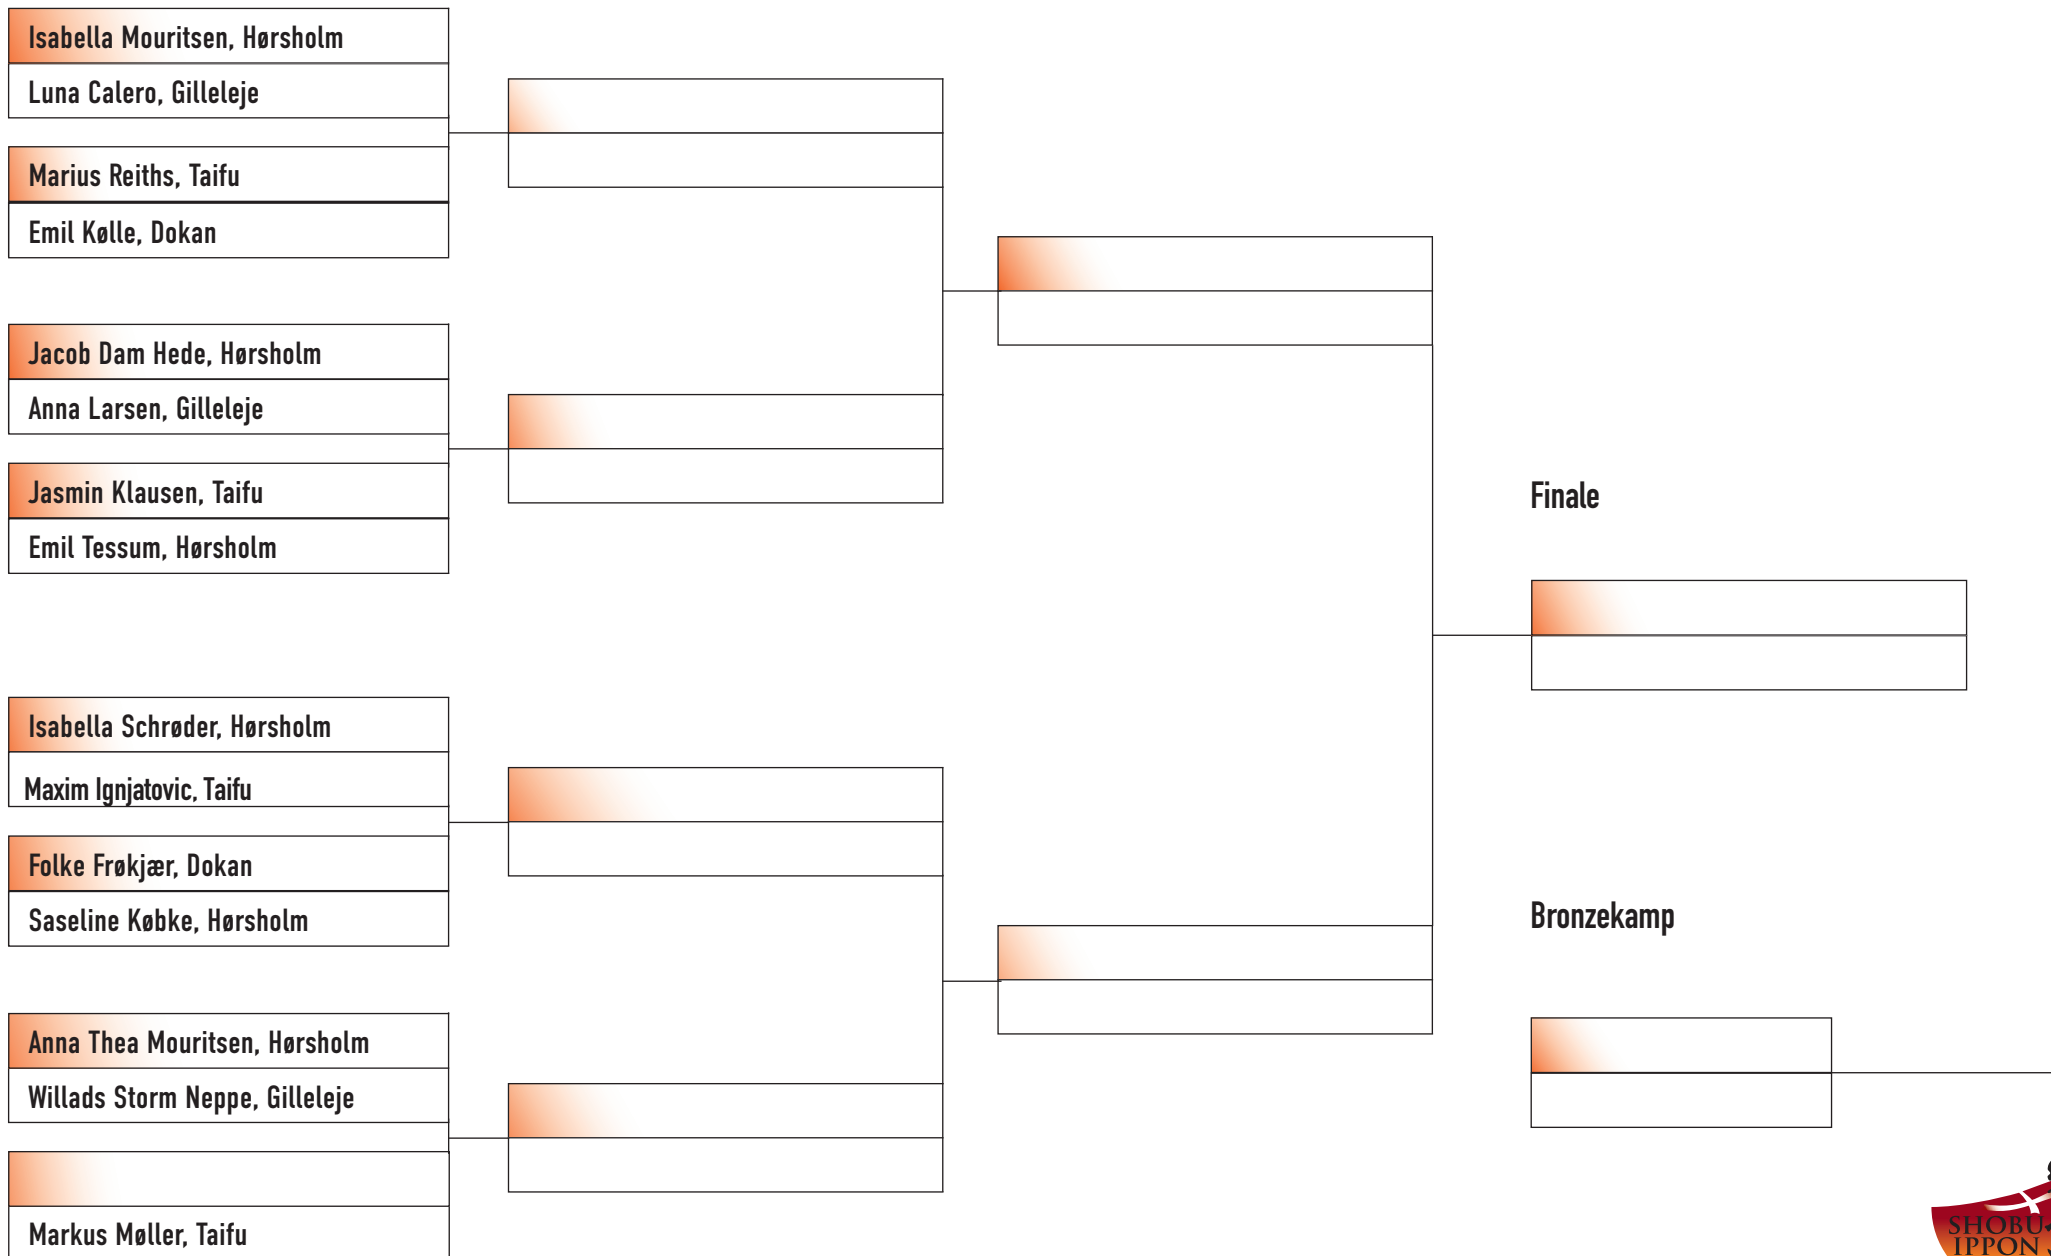 Isabella Mouritsen, Hørsholm
Luna Calero, Gilleleje
Marius Reiths, Taifu
Emil Kølle, Dokan
Jacob Dam Hede, Hørsholm
Anna Larsen, Gilleleje
Jasmin Klausen, Taifu
Emil Tessum, Hørsholm
Isabella Schrøder, Hørsholm
Maxim Ignjatovic, Taifu
Folke Frøkjær, Dokan
Saseline Købke, Hørsholm
Anna Thea Mouritsen, Hørsholm
Willads Storm Neppe, Gilleleje
Markus Møller, Taifu
Finale
Bronzekamp
SHOBU
IPPON